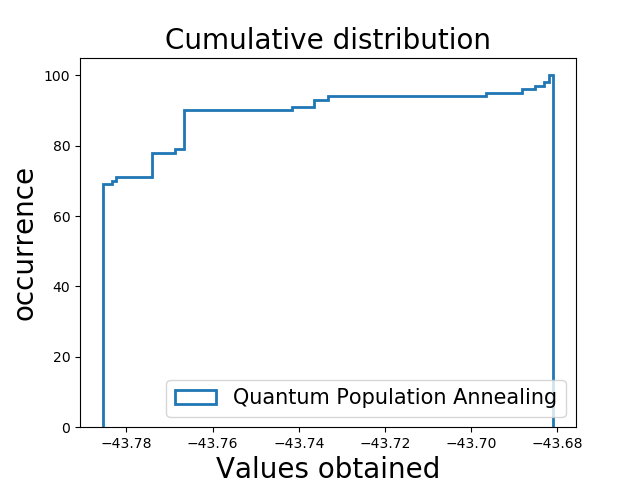 Cumulative distribution
100
80
60
40
20
0
occurrence
Quantum Population Annealing
−43.78 −43.76 −43.74 −43.72 −43.70 −43.68
Values obtained